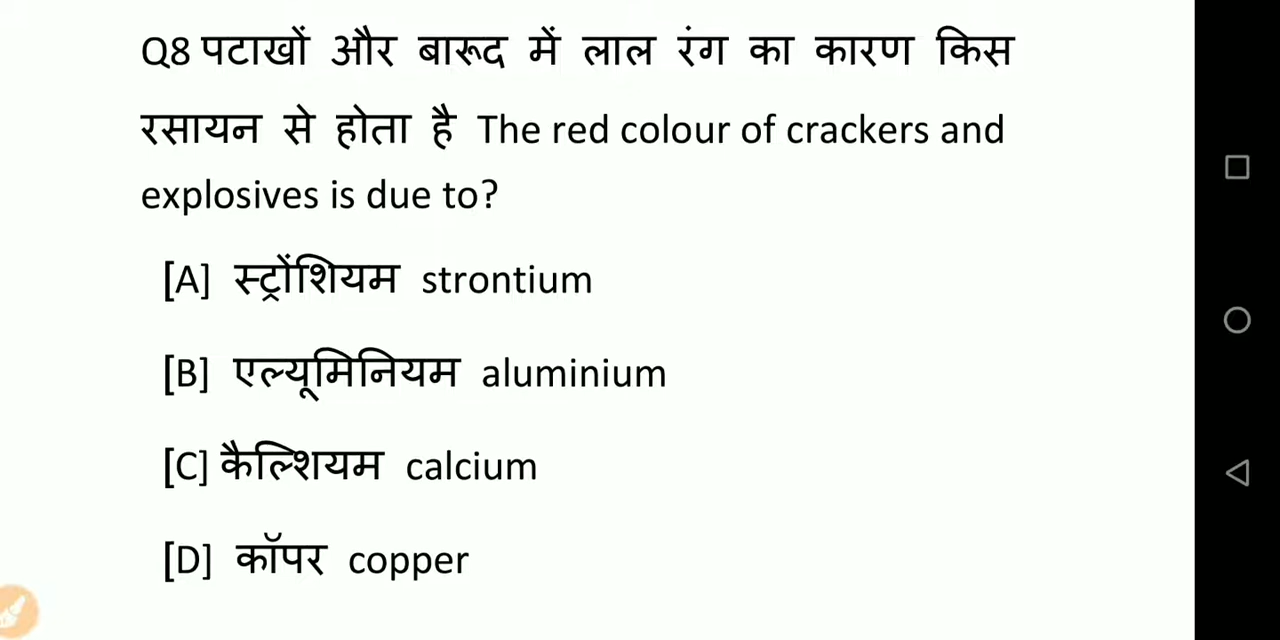 Q8 पटाखों और बारूद में लाल रंग का कारण किस
रसायन से होता है The red colour of crackers and
explosives is due to?
[A] स्ट्रोंशियम strontium
[B] एल्यूमिनियम aluminium
[C] कैल्शियम calcium
[D] कॉपर copper